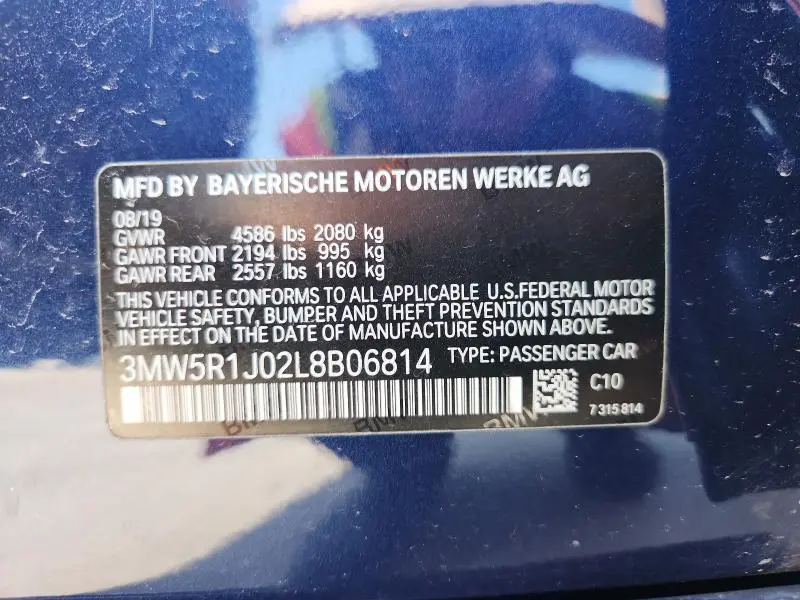 MFD BY BAYERISCHE MOTOREN WERKE AG
08/19
GVWR 4586 lbs 2080 kg
GAWR FRONT 2194 lbs 995 kg
GAWR REAR 2557 lbs 1160 kg
THIS VEHICLE CONFORMS TO ALL APPLICABLE U.S.FEDERAL MOTOR
VEHICLE SAFETY, BUMPER AND THEFT PREVENTION STANDARDS
IN EFFECT ON THE DATE OF MANUFACTURE SHOWN ABOVE.
3MW5R1J02L8B06814 TYPE: PASSENGER CAR
C10
7 315 814
BMW
BMW
BMW